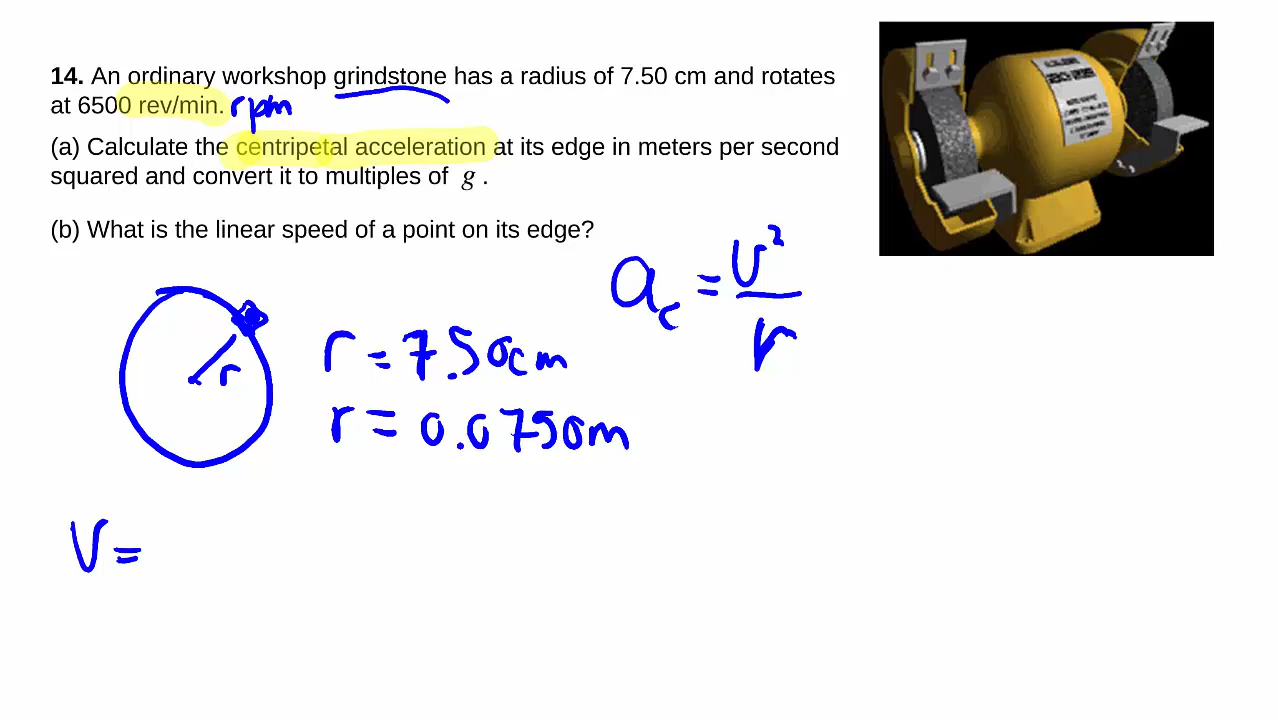 14. An ordinary workshop grindstone has a radius of 7.50 cm and rotates
at 6500 rev/min. rpm
(a) Calculate the centripetal acceleration at its edge in meters per second
squared and convert it to multiples of g .
(b) What is the linear speed of a point on its edge?
a_c = v²/r
r
r = 7.50cm
r = 0.0750m
V =